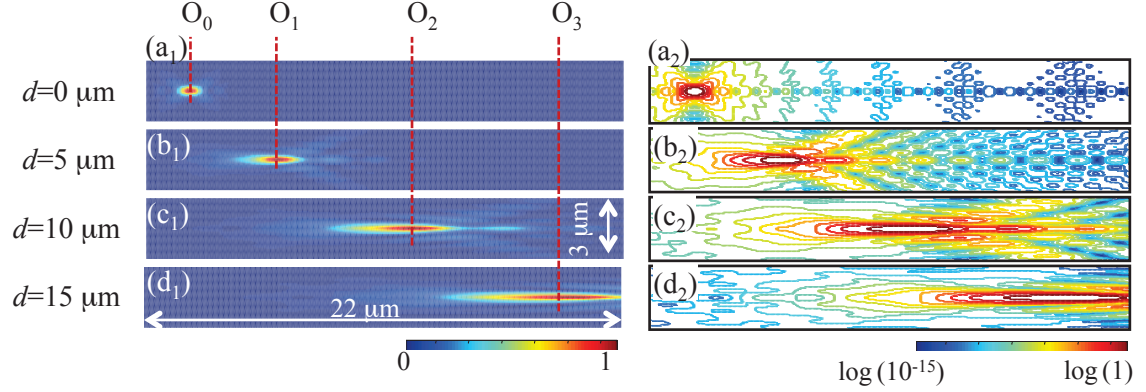 O₀ O₁ O₂ O₃
(a₁) (a₂)
d=0 μm
d=5 μm (b₁) (b₂)
d=10 μm (c₁) 3 μm (c₂)
d=15 μm (d₁) (d₂)
22 μm
0 1
log (10⁻¹⁵) log (1)